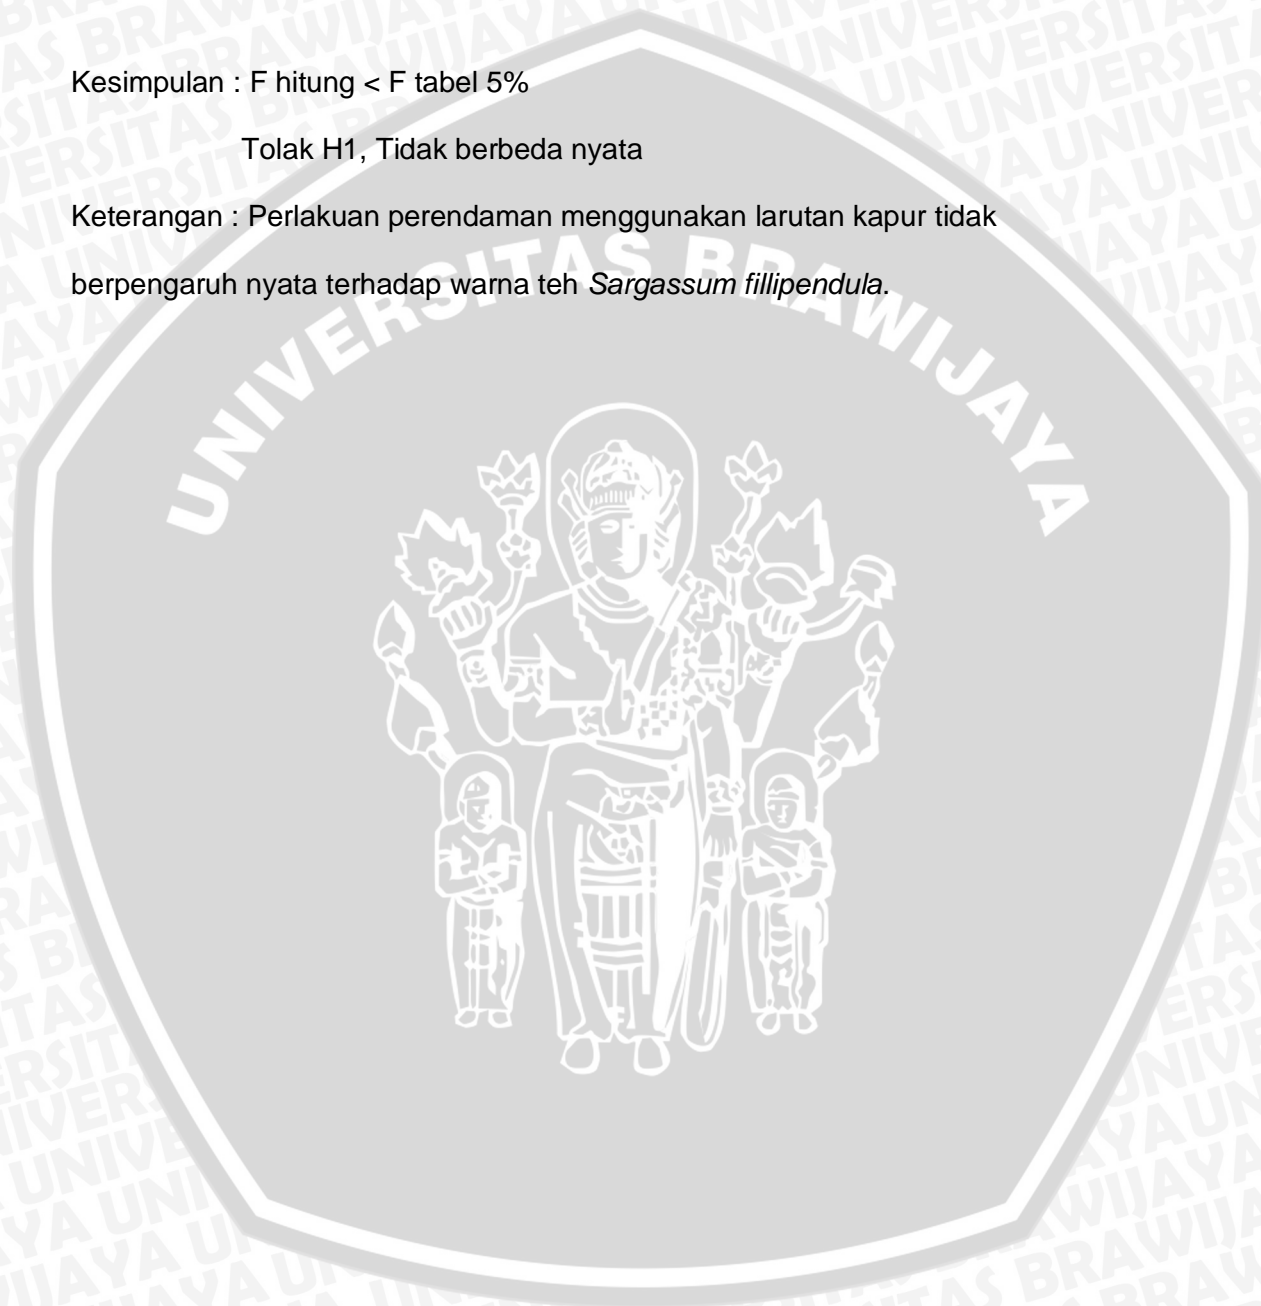 Kesimpulan : F hitung < F tabel 5%
Tolak H1, Tidak berbeda nyata
Keterangan : Perlakuan perendaman menggunakan larutan kapur tidak
berpengaruh nyata terhadap warna teh Sargassum fillipendula.
UNIVERSITAS BRAWIJAYA